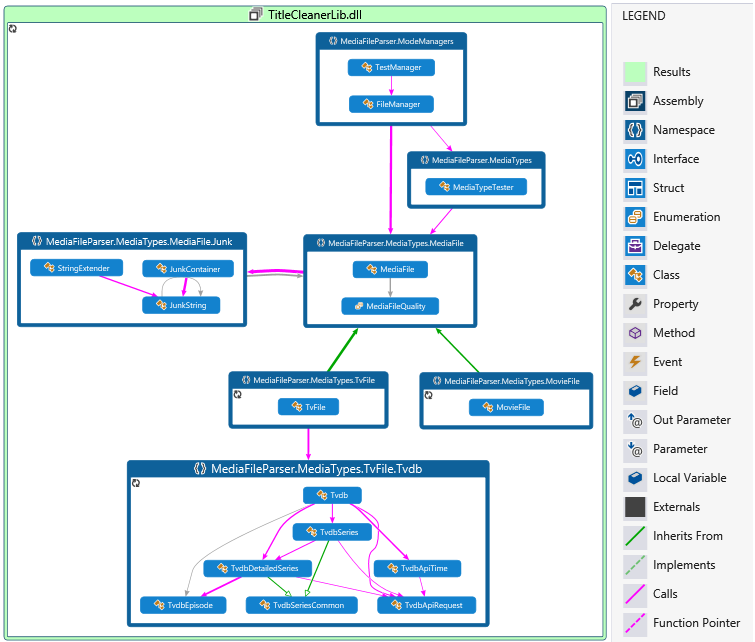 TitleCleanerLib.dll
MediaFileParser.ModeManagers
TestManager
FileManager
MediaFileParser.MediaTypes
MediaTypeTester
MediaFileParser.MediaTypes.MediaFile.Junk
StringExtender
JunkContainer
JunkString
MediaFileParser.MediaTypes.MediaFile
MediaFile
MediaFileQuality
MediaFileParser.MediaTypes.TvFile
TvFile
MediaFileParser.MediaTypes.MovieFile
MovieFile
MediaFileParser.MediaTypes.TvFile.Tvdb
Tvdb
TvdbSeries
TvdbDetailedSeries
TvdbApiTime
TvdbEpisode
TvdbSeriesCommon
TvdbApiRequest
LEGEND
Results
Assembly
Namespace
Interface
Struct
Enumeration
Delegate
Class
Property
Method
Event
Field
Out Parameter
Parameter
Local Variable
Externals
Inherits From
Implements
Calls
Function Pointer